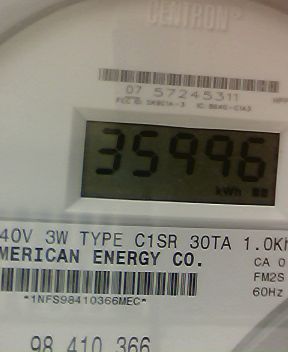 CENTRON®
07 57245311
35996
kWh
40V 3W TYPE C1SR 30TA 1.0Kh
MERICAN ENERGY CO.
CA 0
FM2S
60Hz
*1NFS98410366MEC*
98 410 366